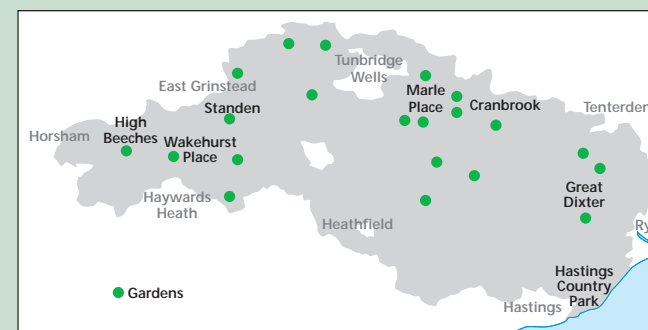 Tunbridge
Wells
East Grinstead
Marle
Place
Standen
Cranbrook
Tenterden
High
Beeches
Horsham
Wakehurst
Place
Great
Dixter
Haywards
Heath
Heathfield
Ry
Hastings
Country
Park
Gardens
Hastings